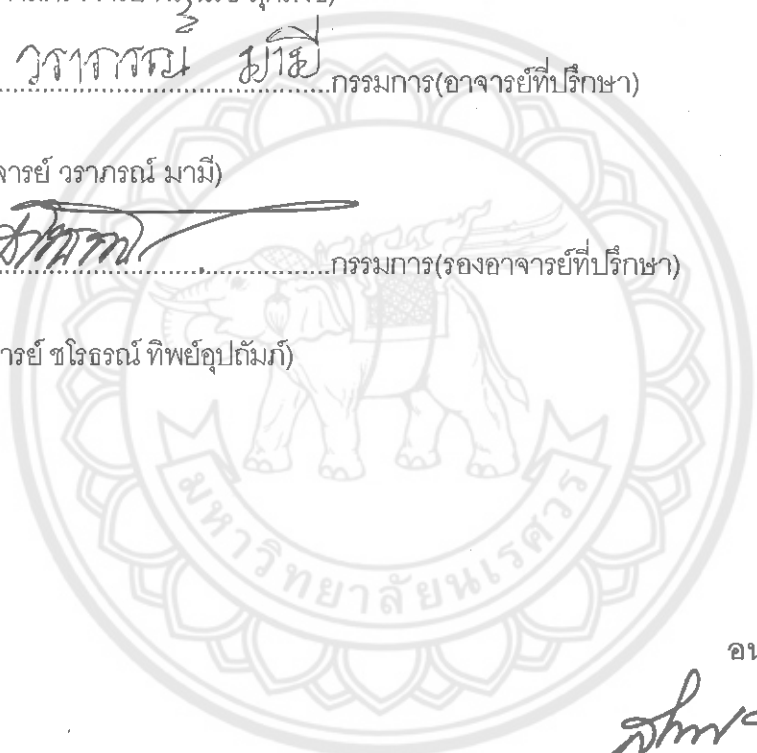 วราภรณ์ มามี กรรมการ(อาจารย์ที่ปรึกษา)
จารย์ วราภรณ์ มามี)
กรรมการ(รองอาจารย์ที่ปรึกษา)
ารย์ ชโรธรณ์ ทิพย์อุปถัมภ์)
มหาวิทยาลัยนเรศวร
อน